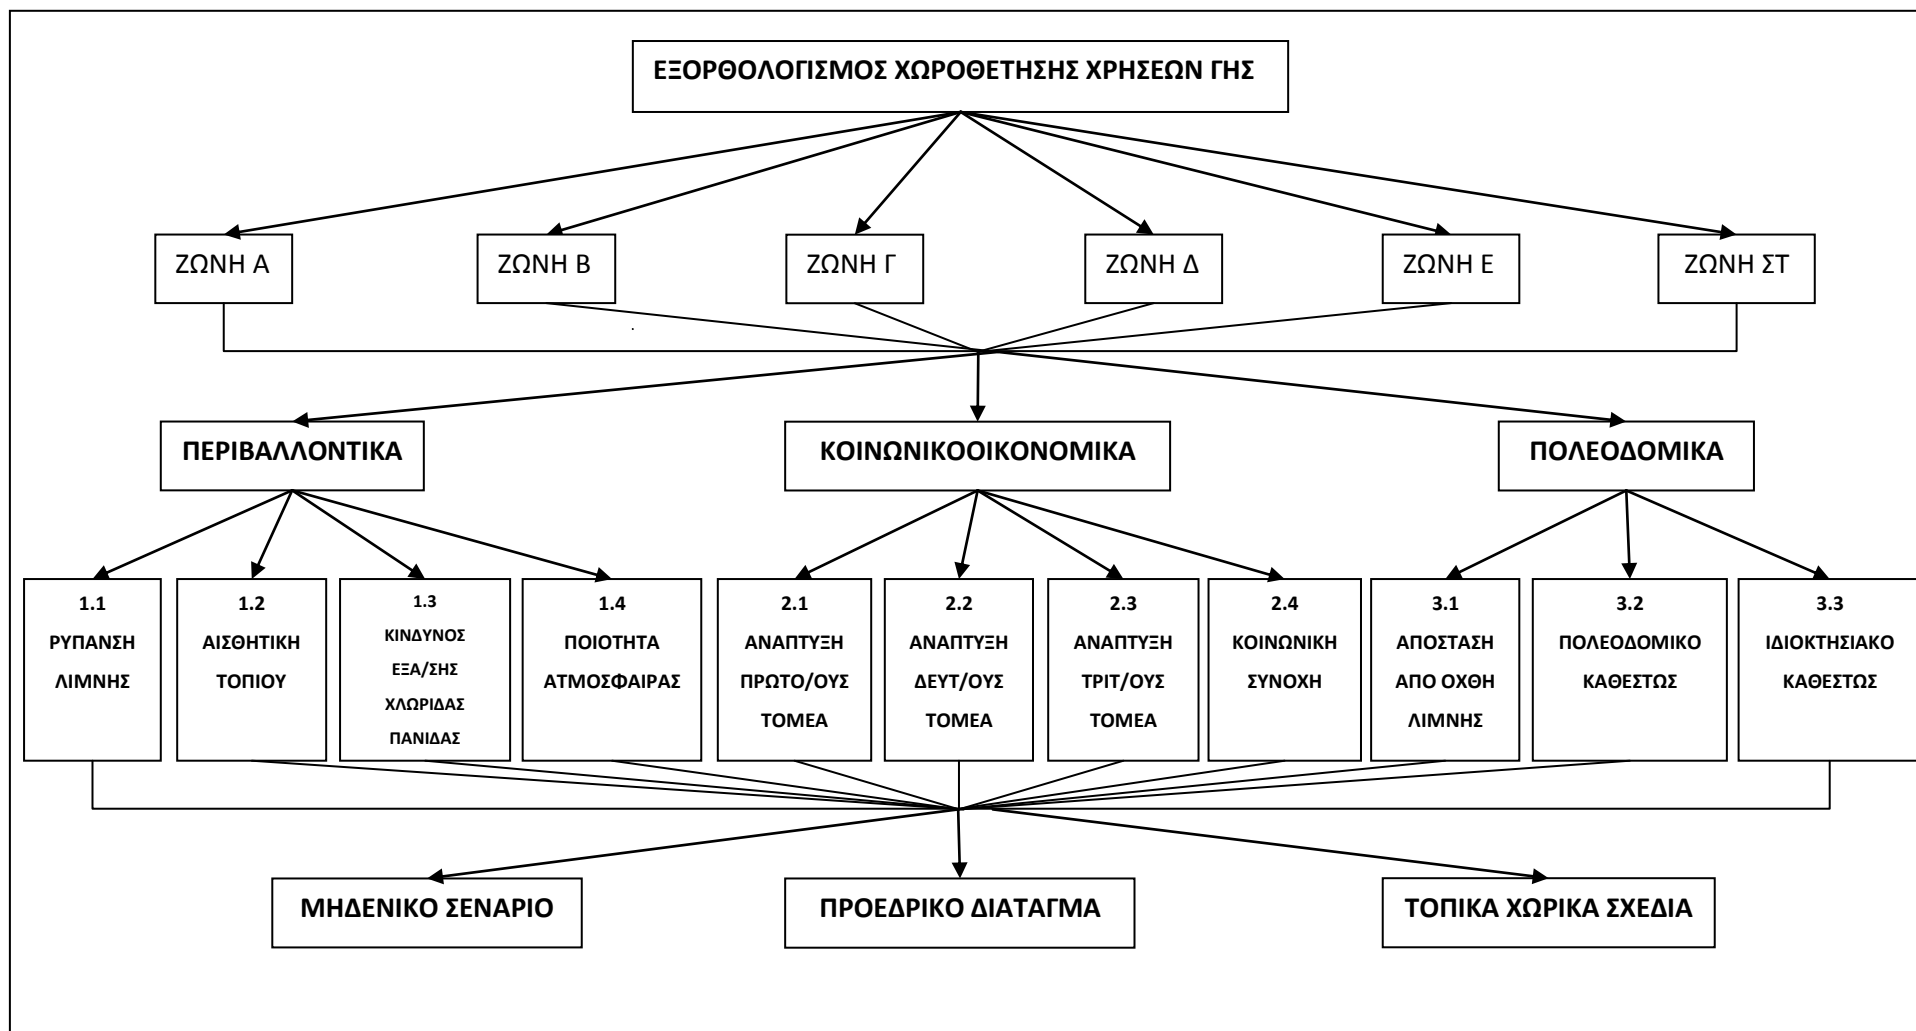 ΕΞΟΡΘΟΛΟΓΙΣΜΟΣ ΧΩΡΟΘΕΤΗΣΗΣ ΧΡΗΣΕΩΝ ΓΗΣ
ΖΩΝΗ Α
ΖΩΝΗ Β
ΖΩΝΗ Γ
ΖΩΝΗ Δ
ΖΩΝΗ Ε
ΖΩΝΗ ΣΤ
ΠΕΡΙΒΑΛΛΟΝΤΙΚΑ
ΚΟΙΝΩΝΙΚΟΟΙΚΟΝΟΜΙΚΑ
ΠΟΛΕΟΔΟΜΙΚΑ
1.1
ΡΥΠΑΝΣΗ
ΛΙΜΝΗΣ
1.2
ΑΙΣΘΗΤΙΚΗ
ΤΟΠΙΟΥ
1.3
ΚΙΝΔΥΝΟΣ
ΕΞΑ/ΣΗΣ
ΧΛΩΡΙΔΑΣ
ΠΑΝΙΔΑΣ
1.4
ΠΟΙΟΤΗΤΑ
ΑΤΜΟΣΦΑΙΡΑΣ
2.1
ΑΝΑΠΤΥΞΗ
ΠΡΩΤΟ/ΟΥΣ
ΤΟΜΕΑ
2.2
ΑΝΑΠΤΥΞΗ
ΔΕΥΤ/ΟΥΣ
ΤΟΜΕΑ
2.3
ΑΝΑΠΤΥΞΗ
ΤΡΙΤ/ΟΥΣ
ΤΟΜΕΑ
2.4
ΚΟΙΝΩΝΙΚΗ
ΣΥΝΟΧΗ
3.1
ΑΠΟΣΤΑΣΗ
ΑΠΟ ΟΧΘΗ
ΛΙΜΝΗΣ
3.2
ΠΟΛΕΟΔΟΜΙΚΟ
ΚΑΘΕΣΤΩΣ
3.3
ΙΔΙΟΚΤΗΣΙΑΚΟ
ΚΑΘΕΣΤΩΣ
ΜΗΔΕΝΙΚΟ ΣΕΝΑΡΙΟ
ΠΡΟΕΔΡΙΚΟ ΔΙΑΤΑΓΜΑ
ΤΟΠΙΚΑ ΧΩΡΙΚΑ ΣΧΕΔΙΑ